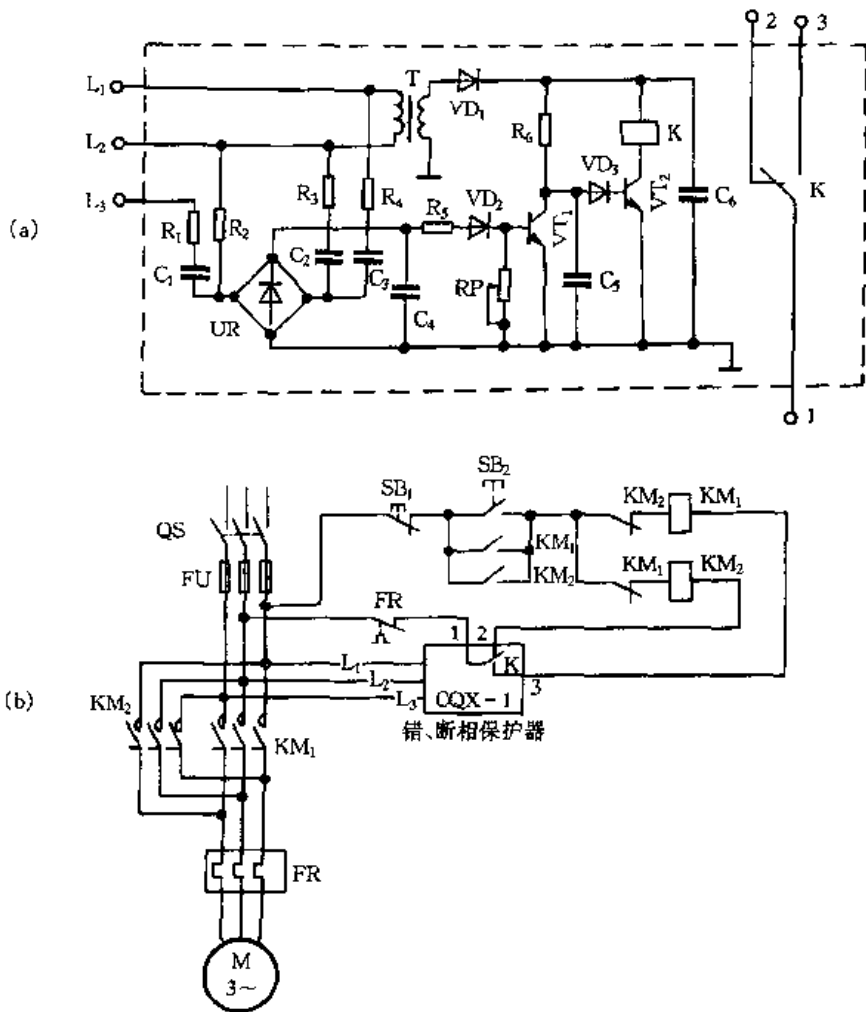 2 3
L₁
T
VD₁
L₂
R₆
K
R₃
R₄
VD₃
L₃
VD₂
VT₂
K
(a)
R₁
R₂
R₅
VT₁
C₆
C₂
C₃
RP
C₁
C₅
UR
C₄
1
SB₂
SB₁
KM₂
KM₁
QS
KM₁
FU
KM₂
KM₁
KM₂
FR
1 2
L₁
K
(b)
L₂
3
KM₂
L₃
CQX-1
KM₁
错、断相保护器
FR
M
3~